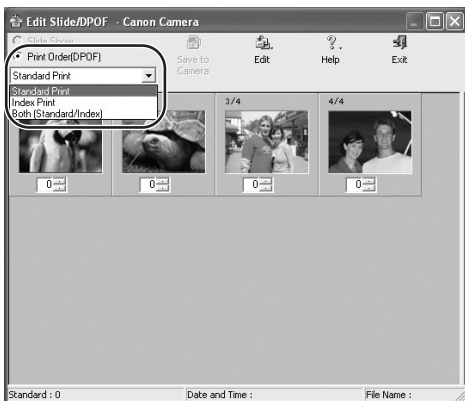 Edit Slide/DPOF - Canon Camera
Slide Show
Print Order(DPOF)
Save to
Camera
Edit
Help
Exit
Standard Print
Standard Print
Index Print
Both (Standard/Index)
3/4
4/4
0
0
0
0
Standard : 0
Date and Time :
File Name :